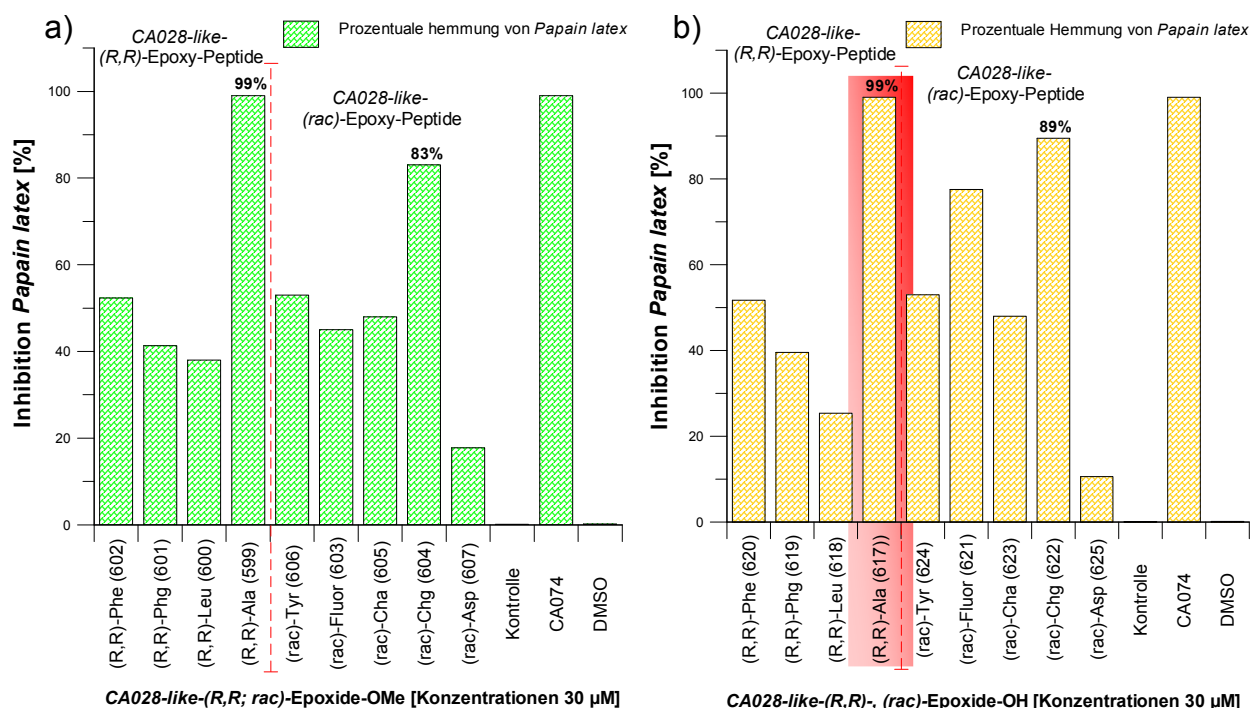 a)
CA028-like-
(R,R)-Epoxy-Peptide
Prozentuale hemmung von Papain latex
CA028-like-
(rac)-Epoxy-Peptide
99%
83%
Inhibition Papain latex [%]
100
80
60
40
20
0
(R,R)-Phe (602)
(R,R)-Phg (601)
(R,R)-Leu (600)
(R,R)-Ala (599)
(rac)-Tyr (606)
(rac)-Fluor (603)
(rac)-Cha (605)
(rac)-Chg (604)
(rac)-Asp (607)
Kontrolle
CA074
DMSO
CA028-like-(R,R; rac)-Epoxide-OMe [Konzentrationen 30 µM]
b)
CA028-like-
(R,R)-Epoxy-Peptide
Prozentuale Hemmung von Papain latex
CA028-like-
(rac)-Epoxy-Peptide
99%
89%
Inhibition Papain latex [%]
100
80
60
40
20
0
(R,R)-Phe (620)
(R,R)-Phg (619)
(R,R)-Leu (618)
(R,R)-Ala (617))
(rac)-Tyr (624)
(rac)-Fluor (621)
(rac)-Cha (623)
(rac)-Chg (622)
(rac)-Asp (625)
Kontrolle
CA074
DMSO
CA028-like-(R,R)-, (rac)-Epoxide-OH [Konzentrationen 30 µM]